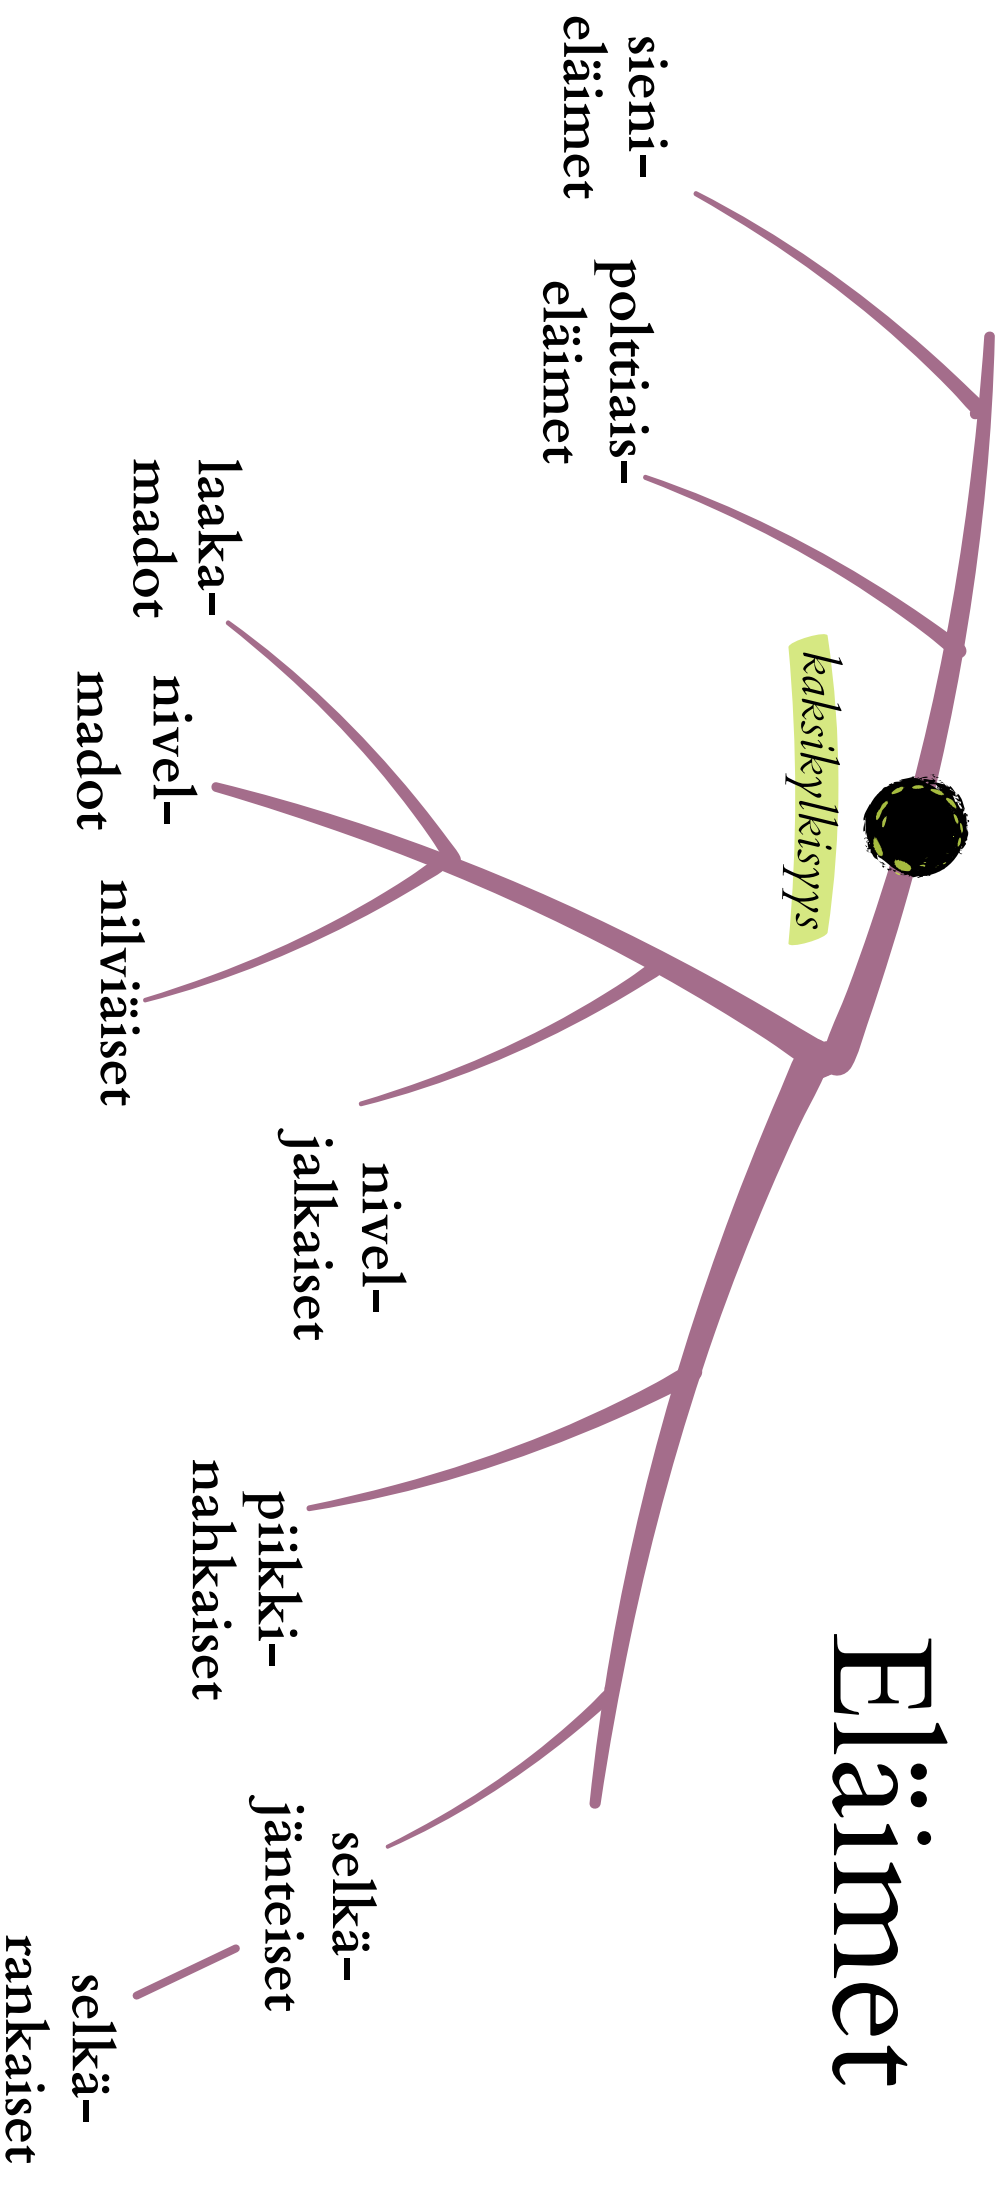 Eläimet
sieni-
eläimet
polttiais-
eläimet
kaksikylkisyys
laaka-
madot
nivel-
madot
nilviäiset
nivel-
jalkaiset
piikki-
nahkaiset
selkä-
jänteiset
selkä-
rankaiset